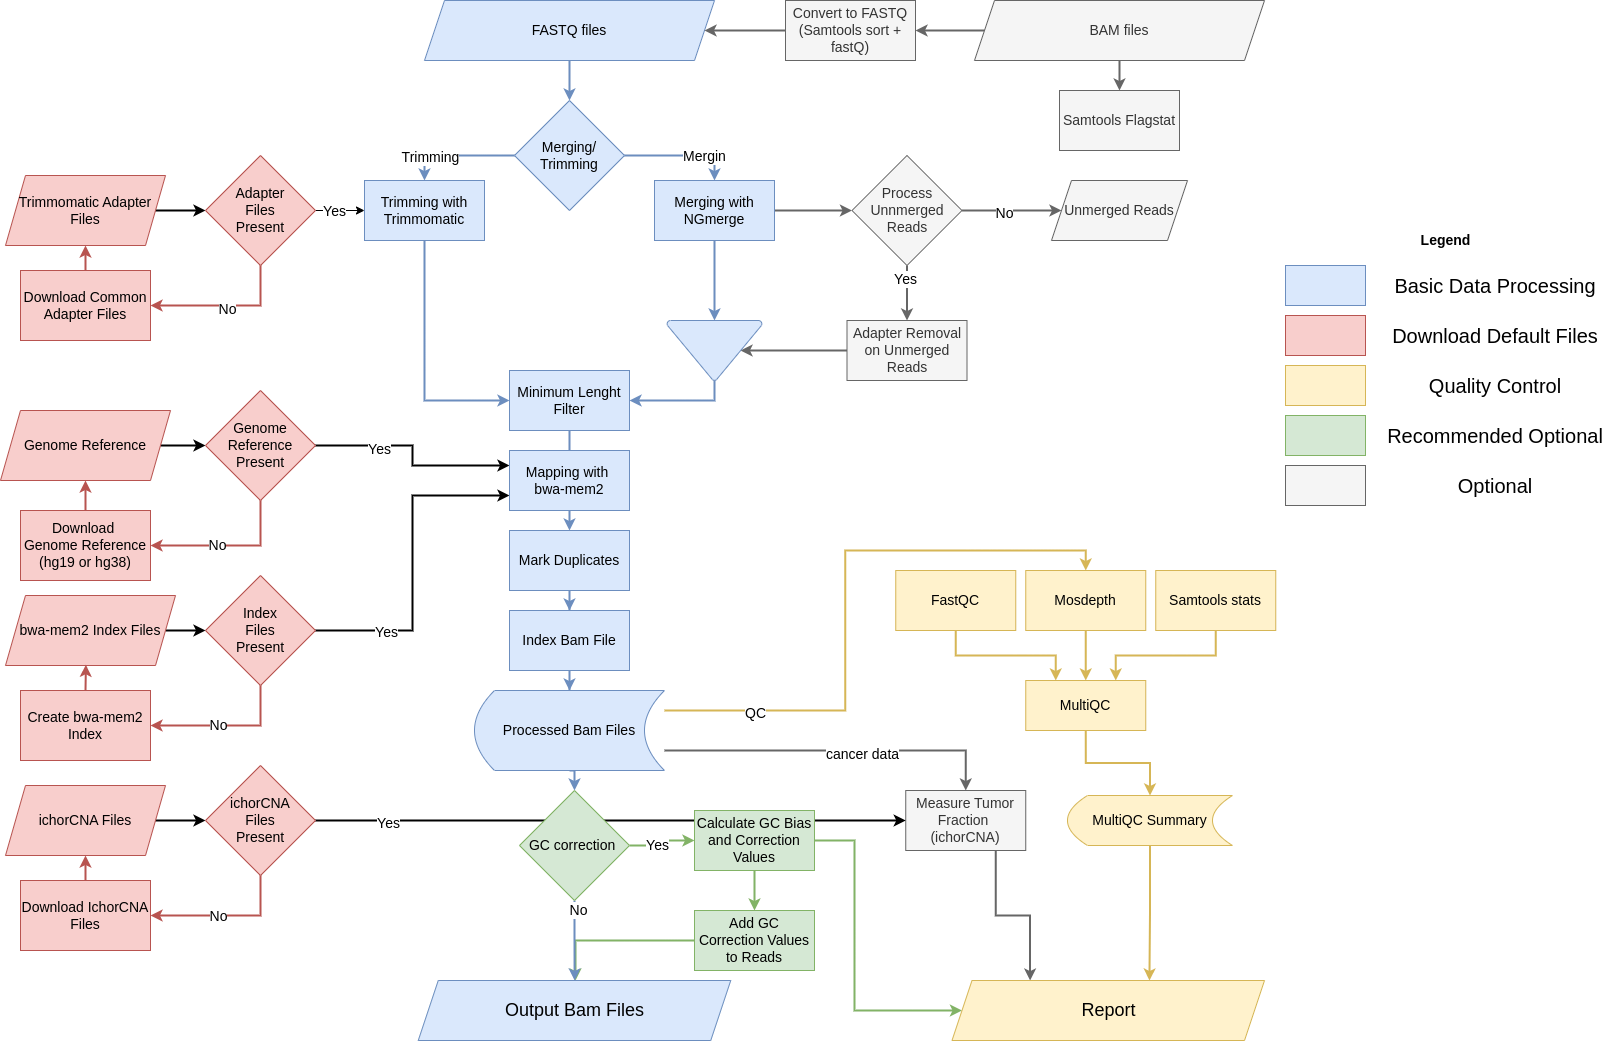 FASTQ files
Convert to FASTQ
(Samtools sort +
fastQ)
BAM files
Samtools Flagstat
Merging/
Trimming
Trimming
Mergin
Trimmomatic Adapter
Files
Adapter
Files
Present
Yes
Trimming with
Trimmomatic
Merging with
NGmerge
Process
Unnmerged
Reads
No
Unmerged Reads
Legend
Basic Data Processing
Download Default Files
Quality Control
Recommended Optional
Optional
Download Common
Adapter Files
No
Yes
Adapter Removal
on Unmerged
Reads
Minimum Lenght
Filter
Genome Reference
Genome
Reference
Present
Yes
Mapping with
bwa-mem2
Download
Genome Reference
(hg19 or hg38)
No
Mark Duplicates
bwa-mem2 Index Files
Index
Files
Present
Yes
Index Bam File
FastQC
Mosdepth
Samtools stats
Create bwa-mem2
Index
No
Processed Bam Files
QC
cancer data
MultiQC
ichorCNA Files
ichorCNA
Files
Present
Yes
GC correction
Yes
Calculate GC Bias
and Correction
Values
Measure Tumor
Fraction
(ichorCNA)
MultiQC Summary
Download IchorCNA
Files
No
No
Add GC
Correction Values
to Reads
Output Bam Files
Report